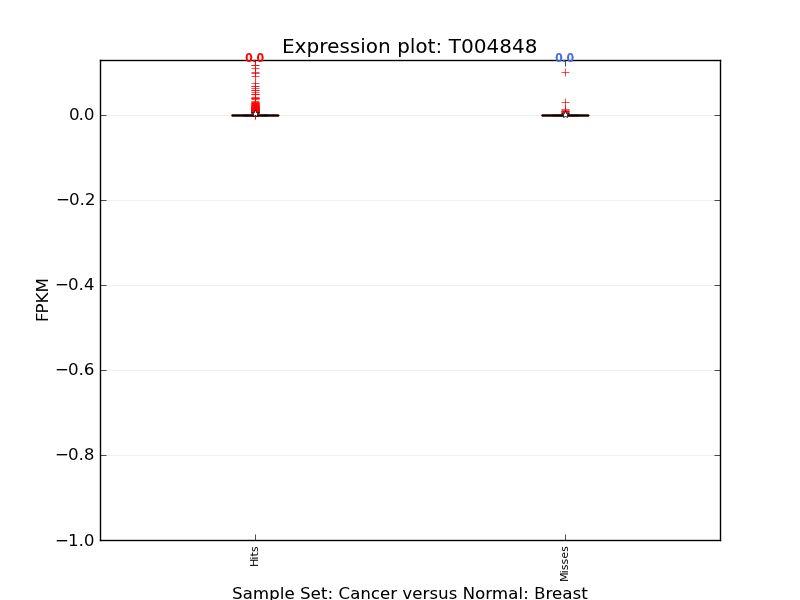 Expression plot: T004848
0.0
0.0
0.0
−0.2
−0.4
−0.6
−0.8
−1.0
FPKM
Hits
Misses
Sample Set: Cancer versus Normal: Breast